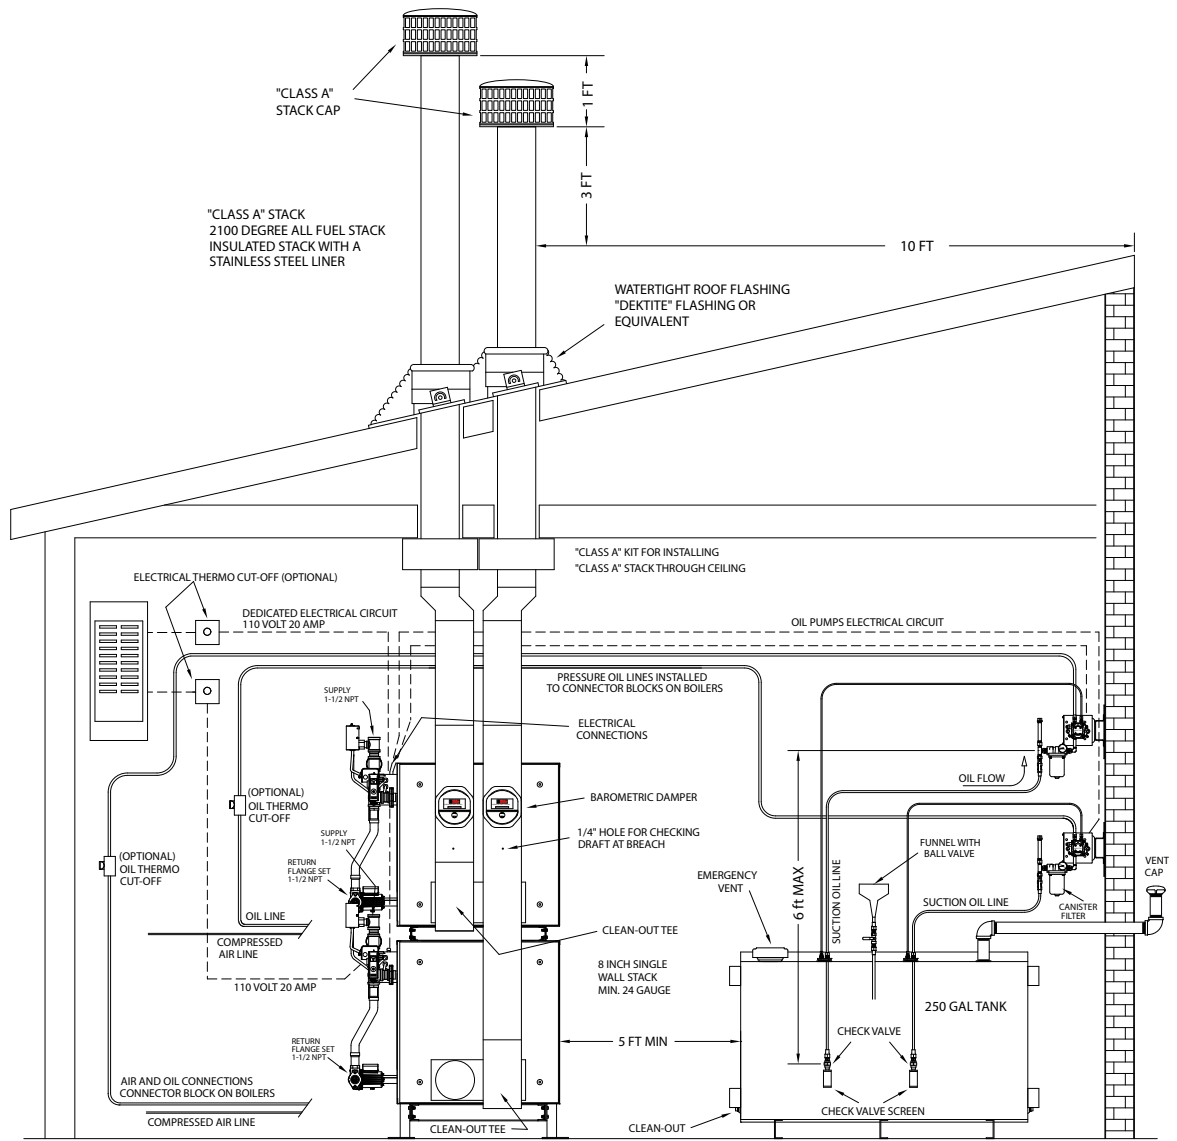 "CLASS A"
STACK CAP
1 FT
3 FT
"CLASS A" STACK
2100 DEGREE ALL FUEL STACK
INSULATED STACK WITH A
STAINLESS STEEL LINER
10 FT
WATERTIGHT ROOF FLASHING
"DEKTITE" FLASHING OR
EQUIVALENT
"CLASS A" KIT FOR INSTALLING
"CLASS A" STACK THROUGH CEILING
ELECTRICAL THERMO CUT-OFF (OPTIONAL)
DEDICATED ELECTRICAL CIRCUIT
110 VOLT 20 AMP
OIL PUMPS ELECTRICAL CIRCUIT
PRESSURE OIL LINES INSTALLED
TO CONNECTOR BLOCKS ON BOILERS
SUPPLY
1-1/2 NPT
ELECTRICAL
CONNECTIONS
OIL FLOW
(OPTIONAL)
OIL THERMO
CUT-OFF
BAROMETRIC DAMPER
1/4" HOLE FOR CHECKING
DRAFT AT BREACH
SUPPLY
1-1/2 NPT
(OPTIONAL)
OIL THERMO
CUT-OFF
RETURN
FLANGE SET
1-1/2 NPT
FUNNEL WITH
BALL VALVE
EMERGENCY
VENT
6 ft MAX
SUCTION OIL LINE
SUCTION OIL LINE
CANISTER
FILTER
VENT
CAP
OIL LINE
COMPRESSED
AIR LINE
CLEAN-OUT TEE
8 INCH SINGLE
WALL STACK
MIN. 24 GAUGE
110 VOLT 20 AMP
250 GAL TANK
5 FT MIN
CHECK VALVE
RETURN
FLANGE SET
1-1/2 NPT
AIR AND OIL CONNECTIONS
CONNECTOR BLOCK ON BOILERS
COMPRESSED AIR LINE
CHECK VALVE SCREEN
CLEAN-OUT TEE
CLEAN-OUT